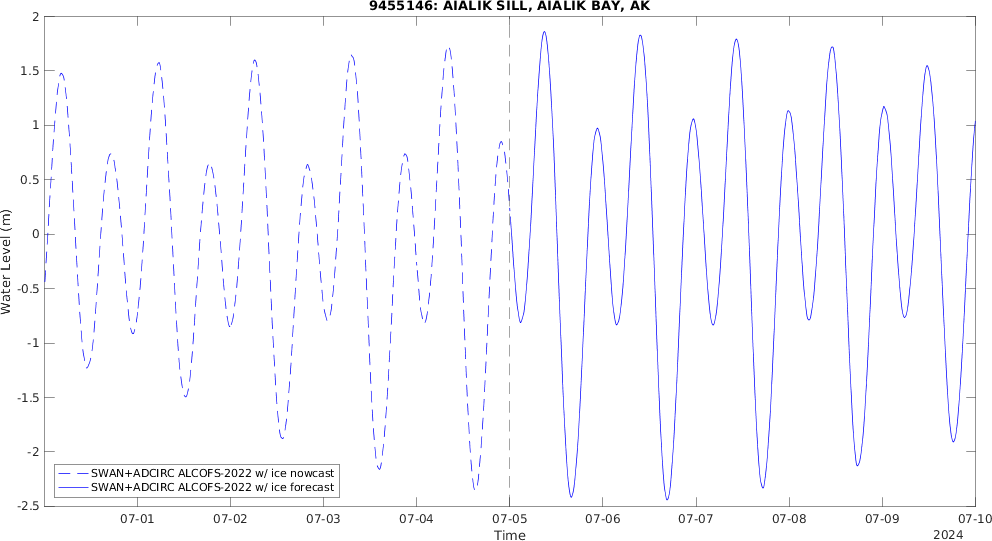 9455146: AIALIK SILL, AIALIK BAY, AK
Water Level (m)
2
1.5
1
0.5
0
-0.5
-1
-1.5
-2
-2.5
SWAN+ADCIRC ALCOFS-2022 w/ ice nowcast
SWAN+ADCIRC ALCOFS-2022 w/ ice forecast
07-01 07-02 07-03 07-04 07-05 07-06 07-07 07-08 07-09 07-10
Time
2024